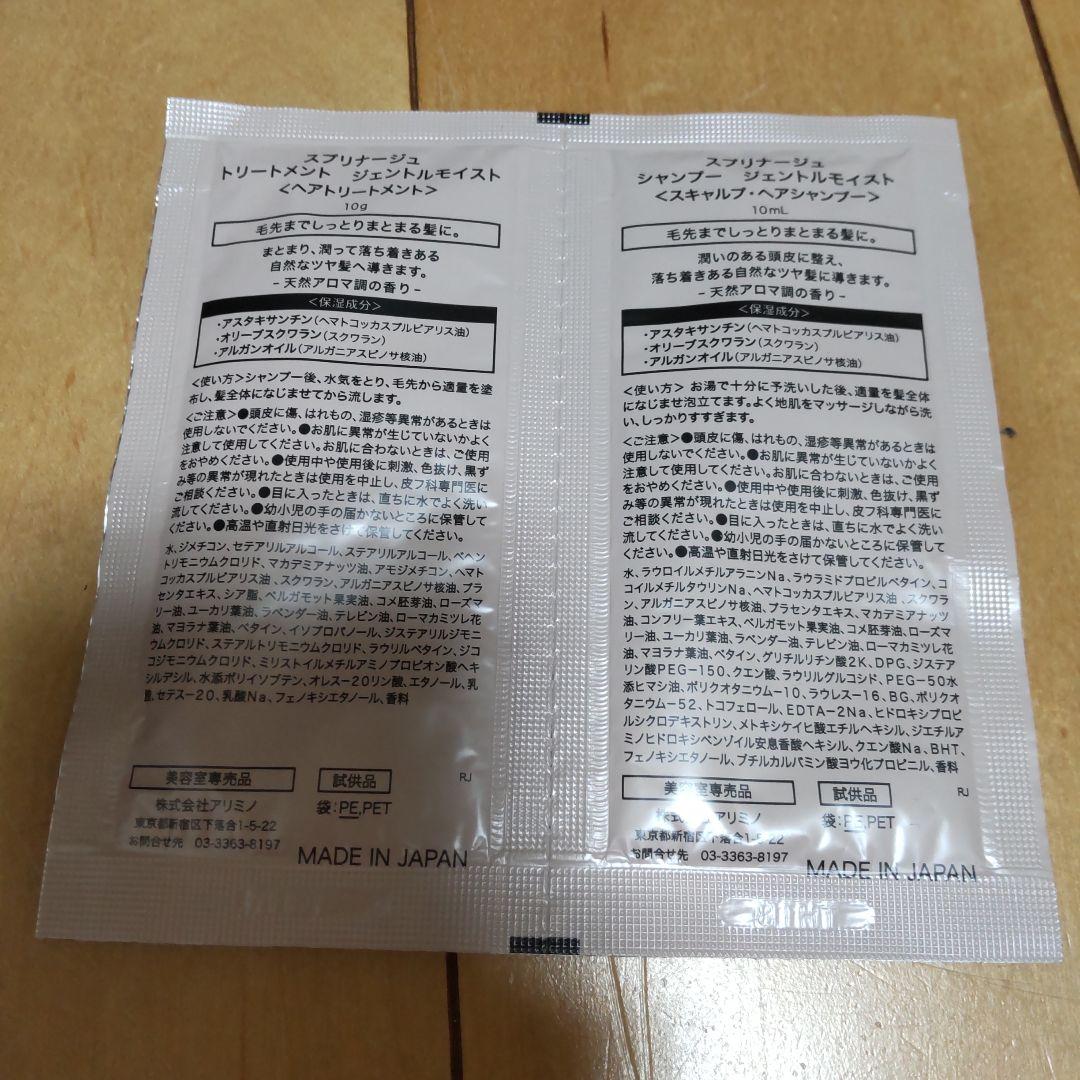 スプリナージュ
トリートメント ジェントルモイスト
<ヘアトリートメント>
10g
毛先までしっとりまとまる髪に。
まとまり、潤って落ち着きある
自然なツヤ髪へ導きます。
- 天然アロマ調の香り -
<保湿成分>
・アスタキサンチン(ヘマトコッカスプルビアリス油)
・オリーブスクワラン(スクワラン)
・アルガンオイル(アルガニアスピノサ核油)
<使い方>シャンプー後、水気をとり、毛先から適量を塗
布し、髪全体になじませてから流します。
<ご注意>●頭皮に傷、はれもの、湿疹等異常があるときは
使用しないでください。●お肌に異常が生じていないかよく
注意して使用してください。お肌に合わないときは、ご使用
をおやめください。●使用中や使用後に刺激、色抜け、黒ず
み等の異常が現れたときは使用を中止し、皮フ科専門医に
ご相談ください。●目に入ったときは、直ちに水でよく洗い
流してください。●幼小児の手の届かないところに保管して
ください。●高温や直射日光をさけて保管してください。
水、ジメチコン、セテアリルアルコール、ステアリルアルコール、ベヘン
トリモニウムクロリド、マカデミアナッツ油、アモジメチコン、ヘマト
コッカスプルビアリス油、スクワラン、アルガニアスピノサ核油、プラ
センタエキス、シア脂、ベルガモット果実油、コメ胚芽油、ローズマ
リー油、ユーカリ葉油、ラベンダー油、テレビン油、ローマカミツレ花
油、マヨラナ葉油、ベタイン、イソプロパノール、ジステアリルジモニ
ウムクロリド、ステアルトリモニウムクロリド、ラウリルベタイン、ジコ
コジモニウムクロリド、ミリストイルメチルアミノプロピオン酸ヘキ
シルデシル、水添ポリイソブテン、オレス-20リン酸、エタノール、乳
酸、セテス-20、乳酸Na、フェノキシエタノール、香料
美容室専売品
試供品
RJ
株式会社アリミノ
袋:PE,PET
東京都新宿区下落合1-5-22
お問合せ先 03-3363-8197
MADE IN JAPAN
スプリナージュ
シャンプー ジェントルモイスト
<スキャルプ・ヘアシャンプー>
10mL
毛先までしっとりまとまる髪に。
潤いのある頭皮に整え、
落ち着きある自然なツヤ髪に導きます。
- 天然アロマ調の香り -
<保湿成分>
・アスタキサンチン(ヘマトコッカスプルビアリス油)
・オリーブスクワラン(スクワラン)
・アルガンオイル(アルガニアスピノサ核油)
<使い方> お湯で十分に予洗いした後、適量を髪全体
になじませ泡立てます。よく地肌をマッサージしながら洗
い、しっかりすすぎます。
<ご注意>●頭皮に傷、はれもの、湿疹等異常があるときは
使用しないでください。●お肌に異常が生じていないかよく
注意して使用してください。お肌に合わないときは、ご使用
をおやめください。●使用中や使用後に刺激、色抜け、黒ず
み等の異常が現れたときは使用を中止し、皮フ科専門医に
ご相談ください。●目に入ったときは、直ちに水でよく洗い
流してください。●幼小児の手の届かないところに保管して
ください。●高温や直射日光をさけて保管してください。
水、ラウロイルメチルアラニンNa、ラウラミドプロピルベタイン、コ
コイルメチルタウリンNa、ヘマトコッカスプルビアリス油、スクワラ
ン、アルガニアスピノサ核油、プラセンタエキス、マカデミアナッツ
油、コンフリー葉エキス、ベルガモット果実油、コメ胚芽油、ローズマ
リー油、ユーカリ葉油、ラベンダー油、テレビン油、ローマカミツレ花
油、マヨラナ葉油、ベタイン、グリチルリチン酸2K、DPG、ジステア
リン酸PEG-150、クエン酸、ラウリルグルコシド、PEG-50水
添ヒマシ油、ポリクオタニウム-10、ラウレス-16、BG、ポリクオ
タニウム-52、トコフェロール、EDTA-2Na、ヒドロキシプロピ
ルシクロデキストリン、メトキシケイヒ酸エチルヘキシル、ジエチルア
ミノヒドロキシベンゾイル安息香酸ヘキシル、クエン酸Na、BHT、
フェノキシエタノール、ブチルカルバミン酸ヨウ化プロピニル、香料
美容室専売品
試供品
RJ
株式会社アリミノ
袋:PE,PET
東京都新宿区下落合1-5-22
お問合せ先 03-3363-8197
MADE IN JAPAN